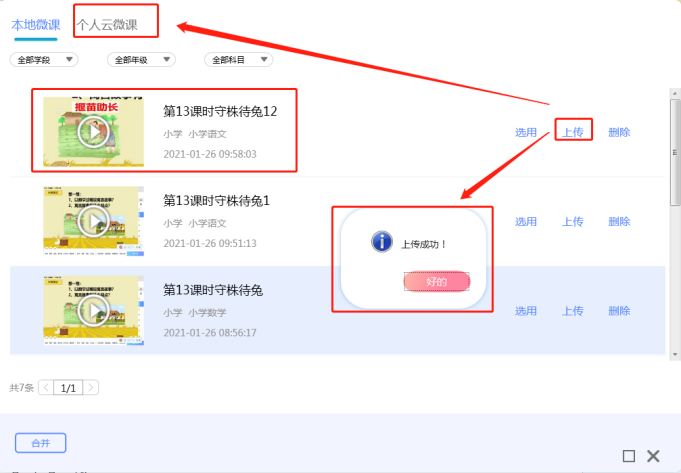 本地微课 个人云微课
全部学段 全部年级 全部科目
揠苗助长
第13课时守株待兔12
小学 小学语文
2021-01-26 09:58:03
选用 上传 删除
第13课时守株待兔1
小学 小学语文
2021-01-26 09:51:13
选用 上传 删除
上传成功！
好的
第13课时守株待兔
小学 小学数学
2021-01-26 08:56:17
选用 上传 删除
共7条 1/1
合并